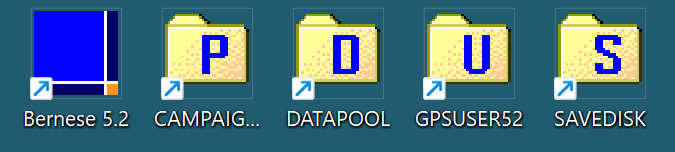 P D U S
Bernese 5.2 CAMPAIG... DATAPOOL GPSUSER52 SAVEDISK